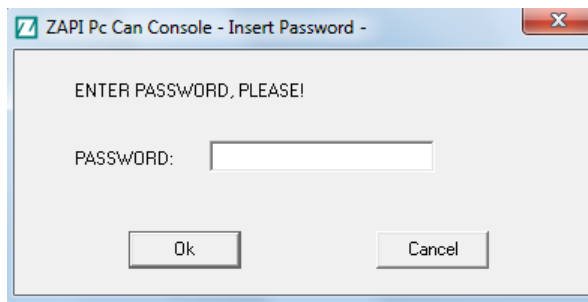 ZAPI Pc Can Console - Insert Password -
ENTER PASSWORD, PLEASE!
PASSWORD:
Ok Cancel